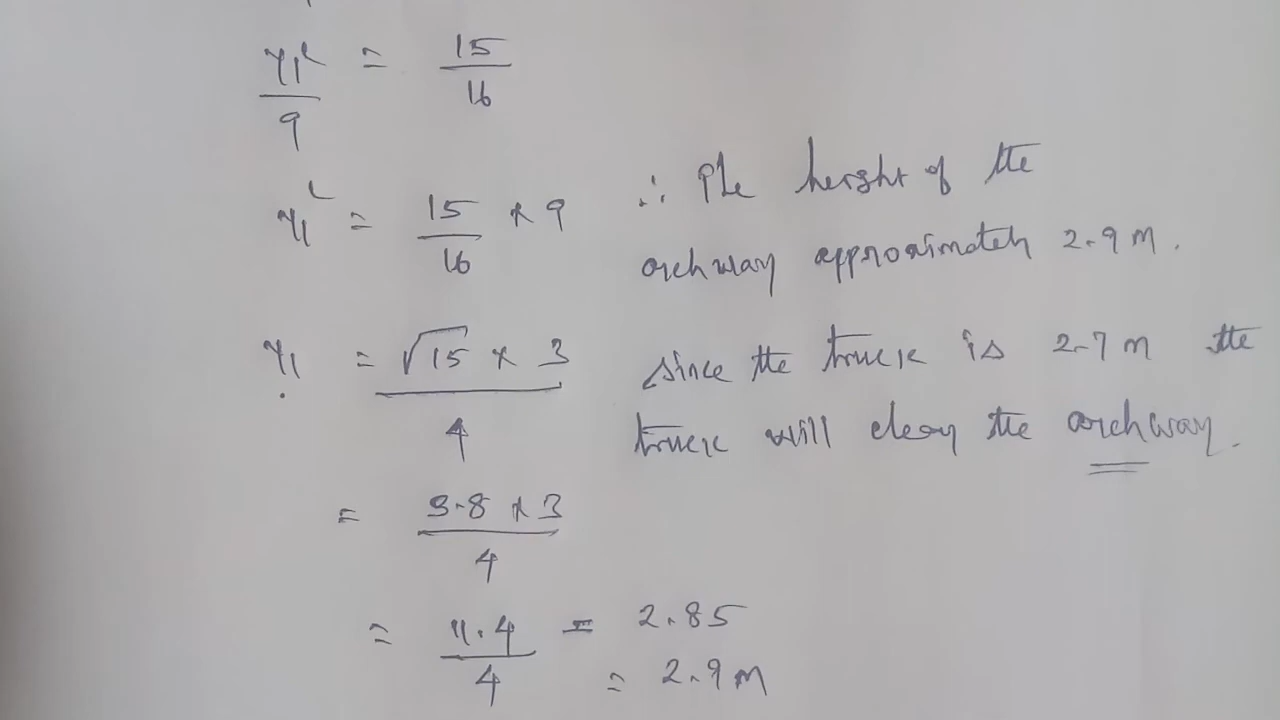 y₁² / 9 = 15 / 16
y₁² = 15 / 16 × 9
y₁ = √15 × 3 / 4
= 3.8 × 3 / 4
= 11.4 / 4 = 2.85
= 2.9 m
∴ The height of the
archway approximately 2.9 m.
since the truck is 2.7 m the
truck will clear the archway.